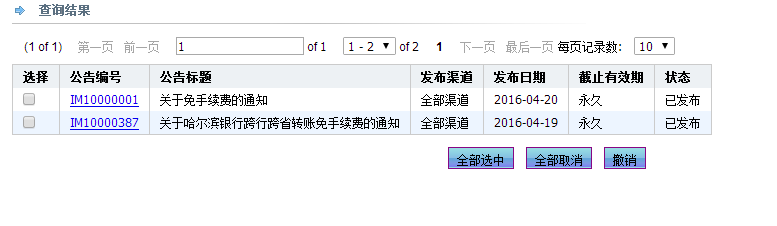 查询结果
(1 of 1) 第一页 前一页 1 of 1 1 - 2 of 2 1 下一页 最后一页 每页记录数: 10
选择 公告编号 公告标题 发布渠道 发布日期 截止有效期 状态
IM10000001 关于免手续费的通知 全部渠道 2016-04-20 永久 已发布
IM10000387 关于哈尔滨银行跨行跨省转账免手续费的通知 全部渠道 2016-04-19 永久 已发布
全部选中 全部取消 撤销